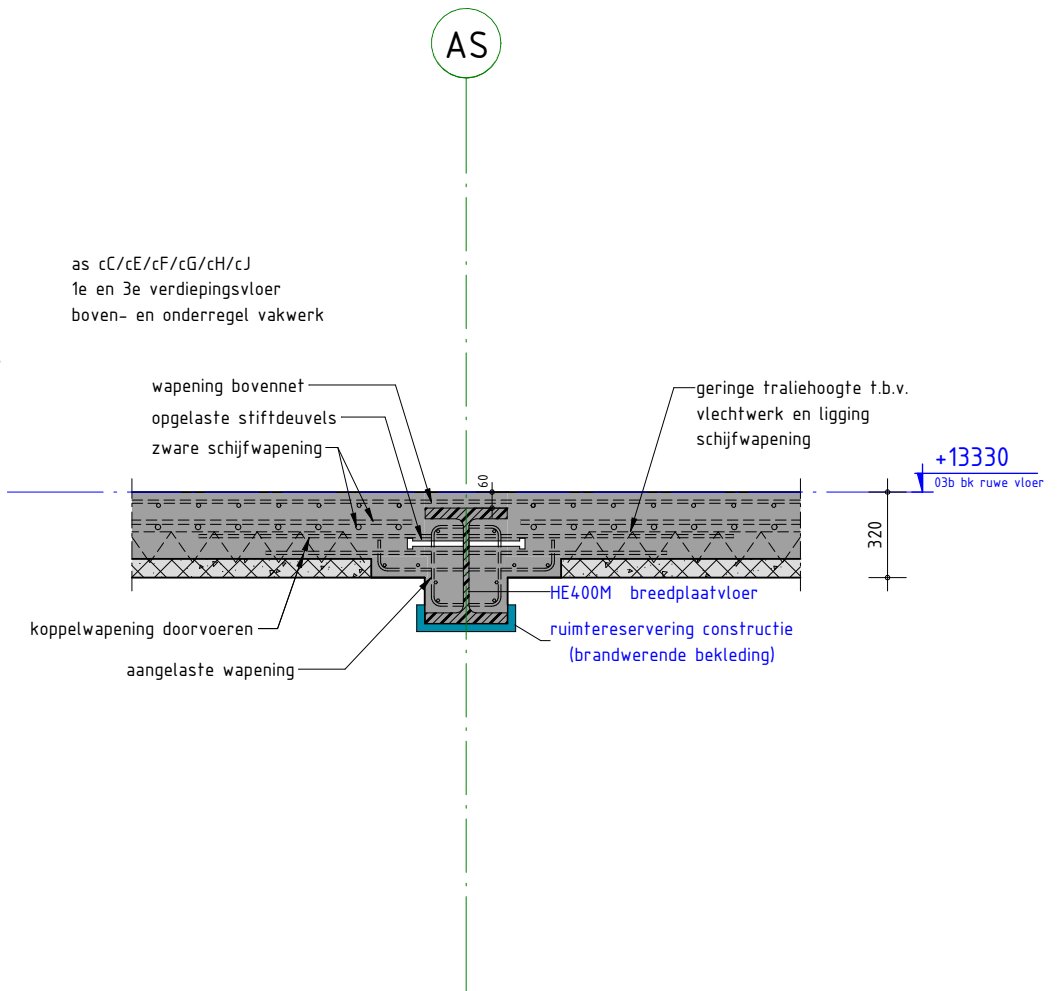 AS
as cC/cE/cF/cG/cH/cJ
1e en 3e verdiepingsvloer
boven- en onderregel vakwerk
wapening bovennet
opgelaste stiftdeuvels
zware schijfwapening
geringe traliehoogte t.b.v.
vlechtwerk en ligging
schijfwapening
+13330
03b bk ruwe vloer
60
320
HE400M breedplaatvloer
koppelwapening doorvoeren
ruimtereservering constructie
(brandwerende bekleding)
aangelaste wapening